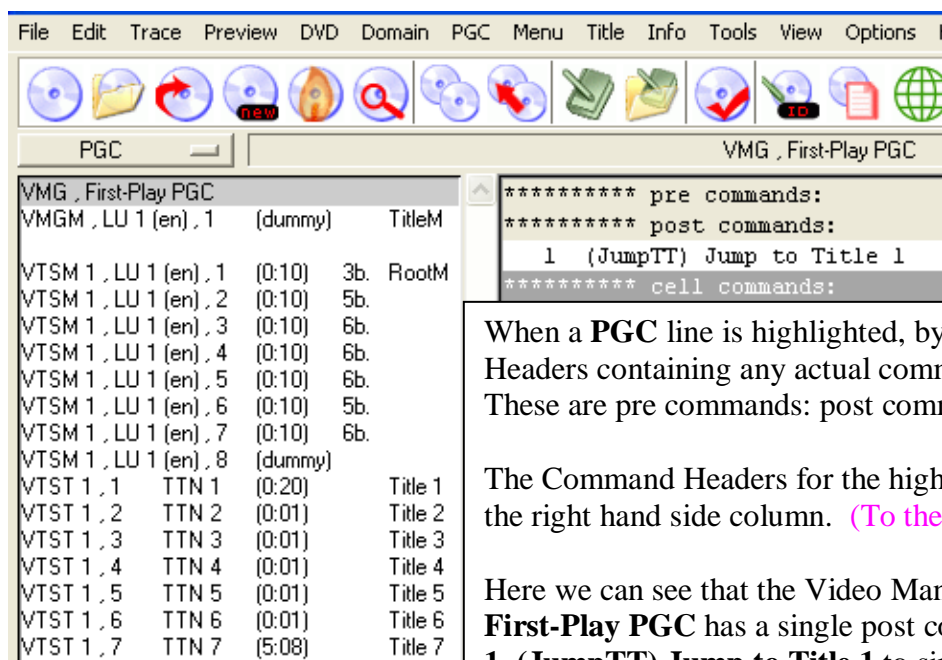 File Edit Trace Preview DVD Domain PGC Menu Title Info Tools View Options
new ID
PGC VMG , First-Play PGC
VMG , First-Play PGC
VMGM , LU 1 (en) , 1 (dummy) TitleM
VTSM 1 , LU 1 (en) , 1 (0:10) 3b. RootM
VTSM 1 , LU 1 (en) , 2 (0:10) 5b.
VTSM 1 , LU 1 (en) , 3 (0:10) 6b.
VTSM 1 , LU 1 (en) , 4 (0:10) 6b.
VTSM 1 , LU 1 (en) , 5 (0:10) 6b.
VTSM 1 , LU 1 (en) , 6 (0:10) 5b.
VTSM 1 , LU 1 (en) , 7 (0:10) 6b.
VTSM 1 , LU 1 (en) , 8 (dummy)
VTST 1 , 1 TTN 1 (0:20) Title 1
VTST 1 , 2 TTN 2 (0:01) Title 2
VTST 1 , 3 TTN 3 (0:01) Title 3
VTST 1 , 4 TTN 4 (0:01) Title 4
VTST 1 , 5 TTN 5 (0:01) Title 5
VTST 1 , 6 TTN 6 (0:01) Title 6
VTST 1 , 7 TTN 7 (5:08) Title 7
********** pre commands:
********** post commands:
1 (JumpTT) Jump to Title 1
********** cell commands:
When a PGC line is highlighted, by
Headers containing any actual comm
These are pre commands: post comm
The Command Headers for the high
the right hand side column. (To the
Here we can see that the Video Man
First-Play PGC has a single post co
1 (JumpTT) Jump to Title 1 to si